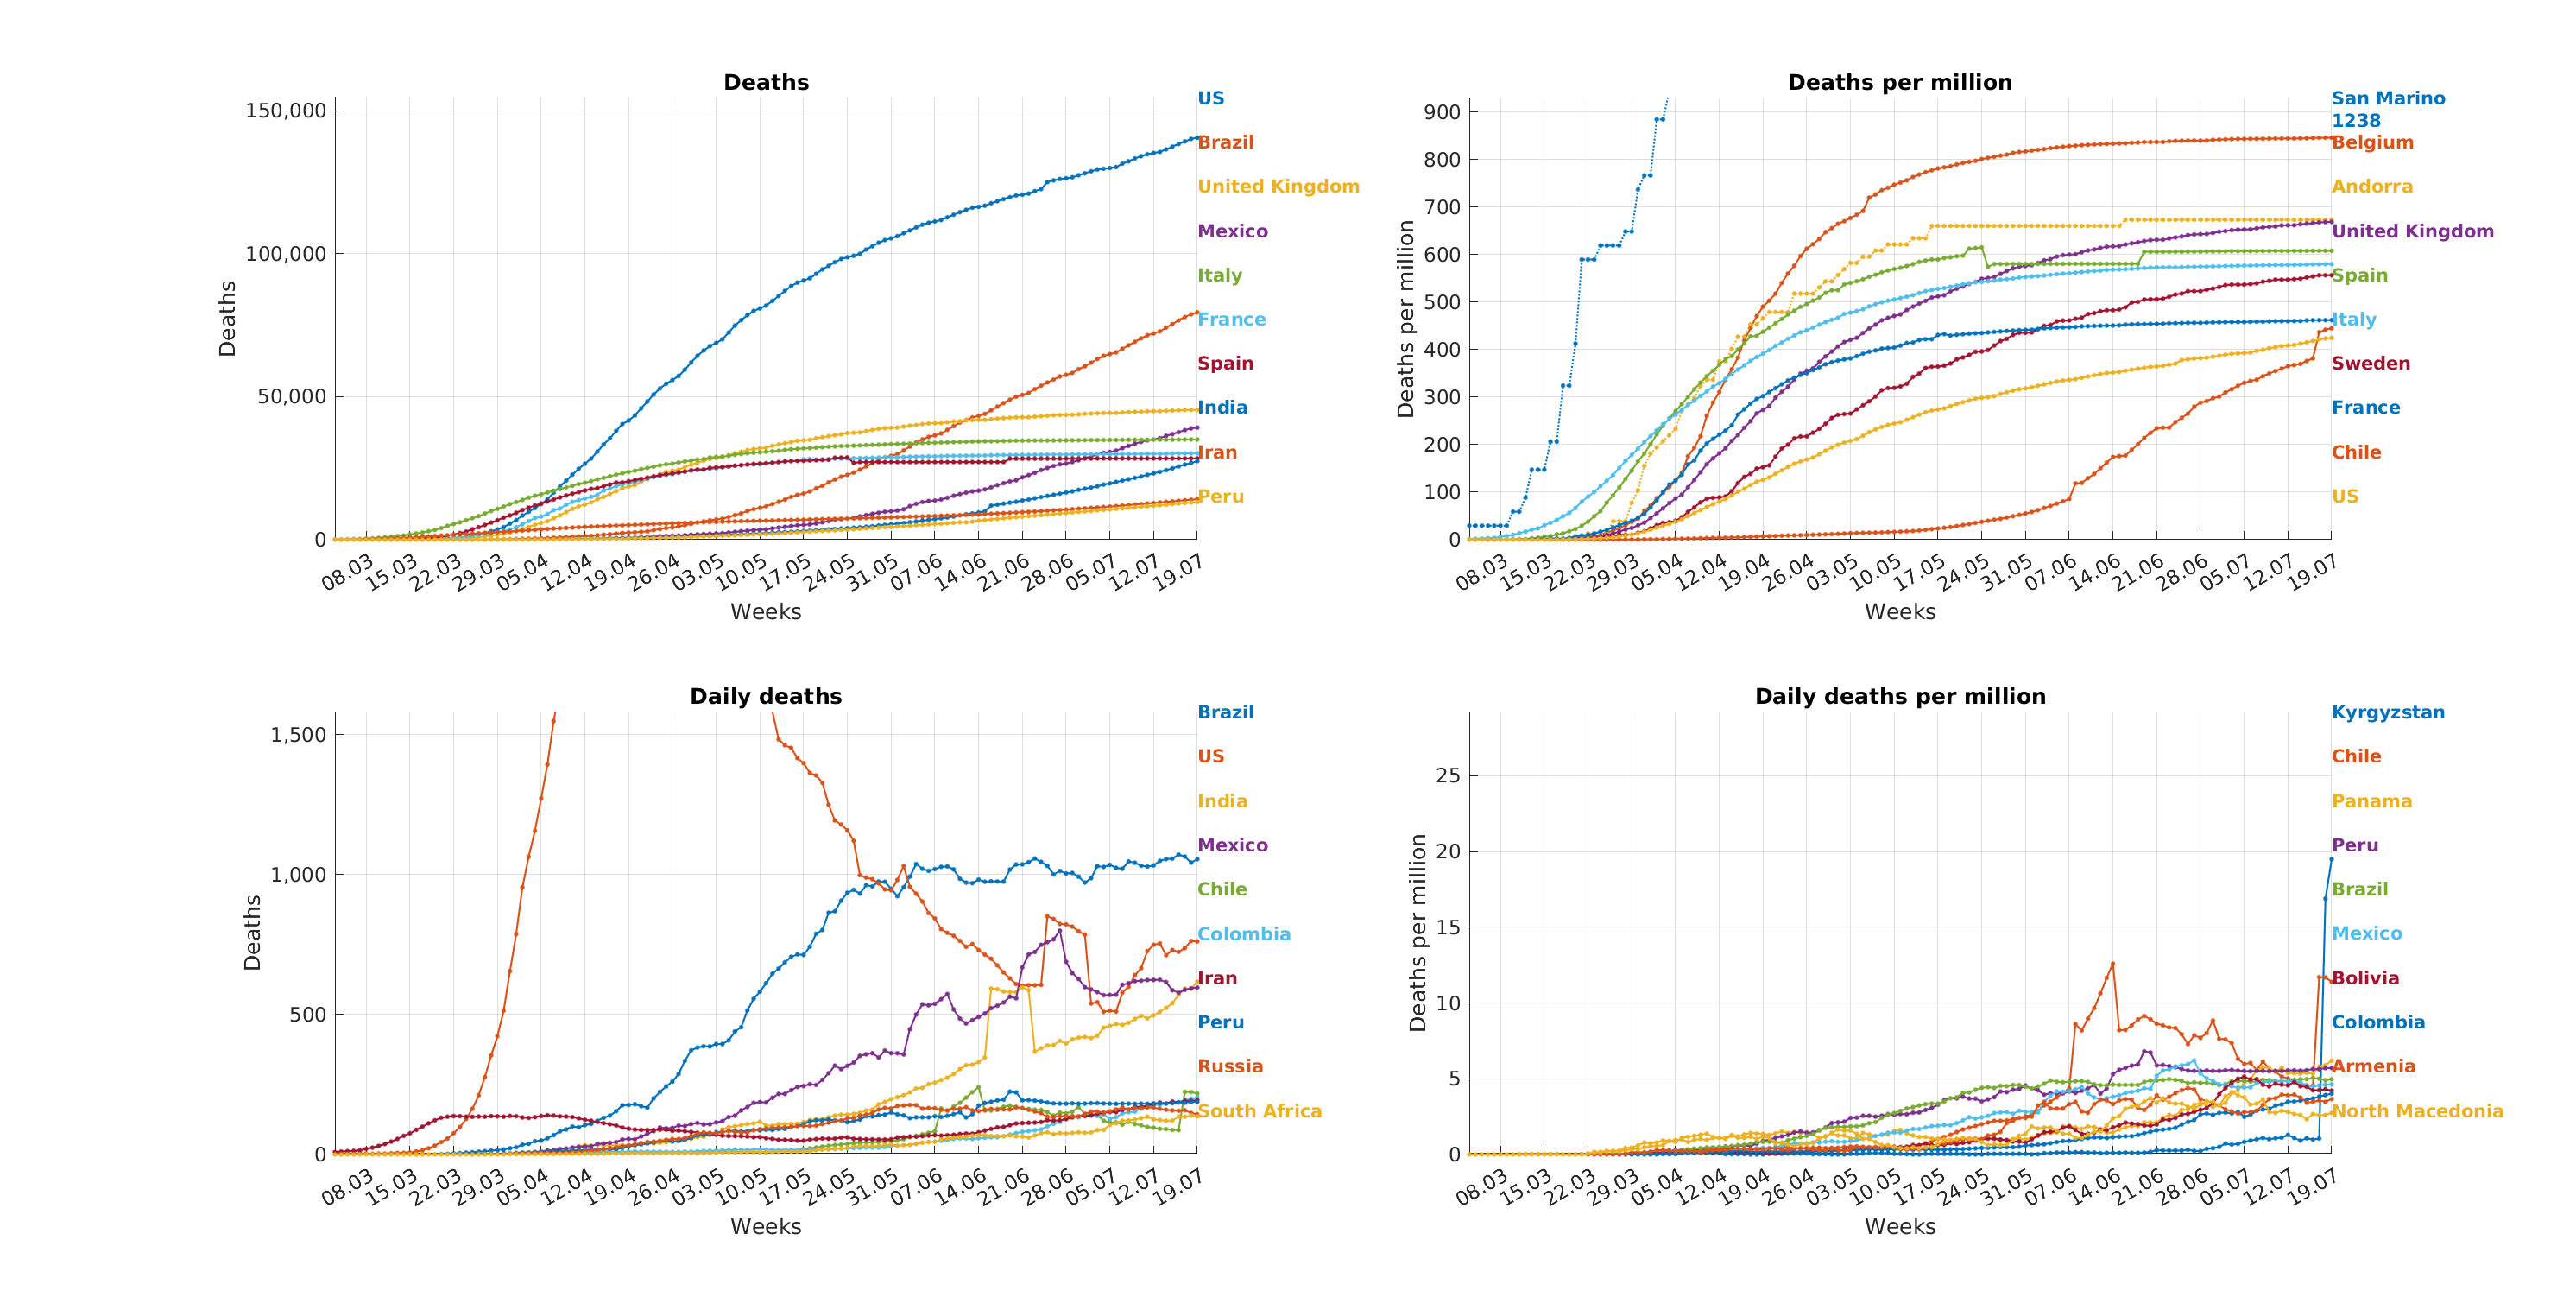 Deaths
150,000
100,000
50,000
0
Deaths
08.03 15.03 22.03 29.03 05.04 12.04 19.04 26.04 03.05 10.05 17.05 24.05 31.05 07.06 14.06 21.06 28.06 05.07 12.07 19.07
Weeks
US
Brazil
United Kingdom
Mexico
Italy
France
Spain
India
Iran
Peru
Deaths per million
900
800
700
600
500
400
300
200
100
0
Deaths per million
08.03 15.03 22.03 29.03 05.04 12.04 19.04 26.04 03.05 10.05 17.05 24.05 31.05 07.06 14.06 21.06 28.06 05.07 12.07 19.07
Weeks
San Marino
1238
Belgium
Andorra
United Kingdom
Spain
Italy
Sweden
France
Chile
US
Daily deaths
1,500
1,000
500
0
Deaths
08.03 15.03 22.03 29.03 05.04 12.04 19.04 26.04 03.05 10.05 17.05 24.05 31.05 07.06 14.06 21.06 28.06 05.07 12.07 19.07
Weeks
Brazil
US
India
Mexico
Chile
Colombia
Iran
Peru
Russia
South Africa
Daily deaths per million
25
20
15
10
5
0
Deaths per million
08.03 15.03 22.03 29.03 05.04 12.04 19.04 26.04 03.05 10.05 17.05 24.05 31.05 07.06 14.06 21.06 28.06 05.07 12.07 19.07
Weeks
Kyrgyzstan
Chile
Panama
Peru
Brazil
Mexico
Bolivia
Colombia
Armenia
North Macedonia